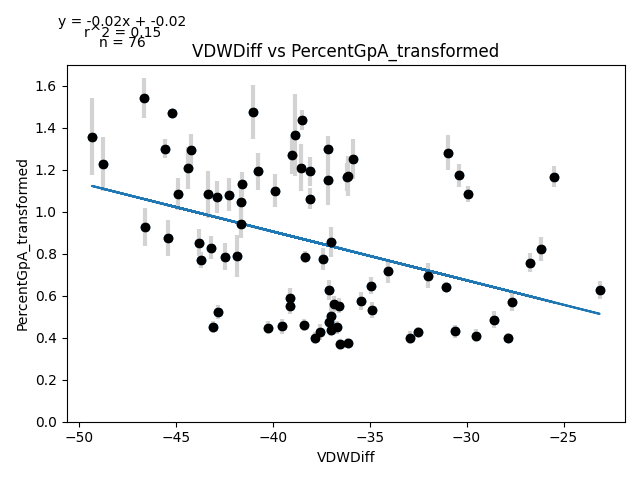 y = -0.02x + -0.02
r^2 = 0.15
n = 76
VDWDiff vs PercentGpA_transformed
PercentGpA_transformed
1.6
1.4
1.2
1.0
0.8
0.6
0.4
0.2
0.0
−50 −45 −40 −35 −30 −25
VDWDiff